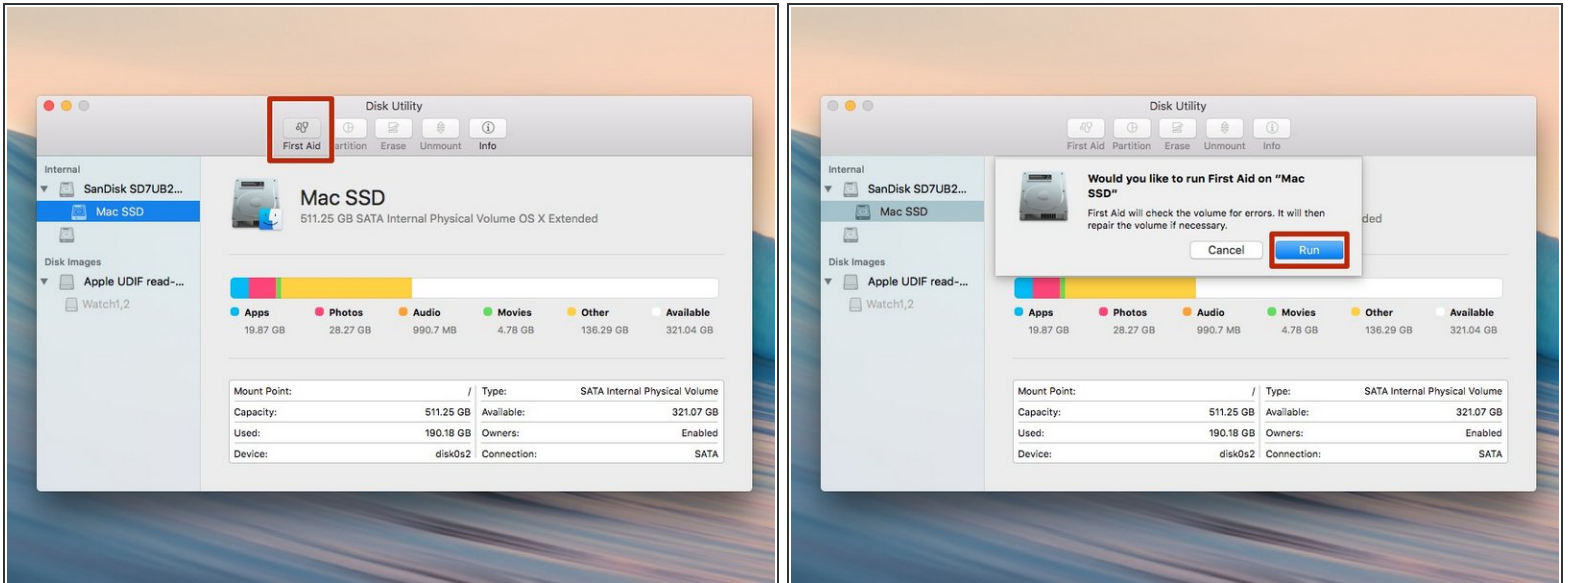 Disk Utility
First Aid Partition Erase Unmount Info
Internal
SanDisk SD7UB2...
Mac SSD
Disk Images
Apple UDIF read-...
Watch1,2
Mac SSD
511.25 GB SATA Internal Physical Volume OS X Extended
Apps Photos Audio Movies Other Available
19.87 GB 28.27 GB 990.7 MB 4.78 GB 136.29 GB 321.04 GB
Mount Point: / Type: SATA Internal Physical Volume
Capacity: 511.25 GB Available: 321.07 GB
Used: 190.18 GB Owners: Enabled
Device: disk0s2 Connection: SATA
Disk Utility
First Aid Partition Erase Unmount Info
Internal
SanDisk SD7UB2...
Mac SSD
Disk Images
Apple UDIF read-...
Watch1,2
Would you like to run First Aid on “Mac
SSD”
First Aid will check the volume for errors. It will then
repair the volume if necessary.
Cancel Run
ded
Apps Photos Audio Movies Other Available
19.87 GB 28.27 GB 990.7 MB 4.78 GB 136.29 GB 321.04 GB
Mount Point: / Type: SATA Internal Physical Volume
Capacity: 511.25 GB Available: 321.07 GB
Used: 190.18 GB Owners: Enabled
Device: disk0s2 Connection: SATA